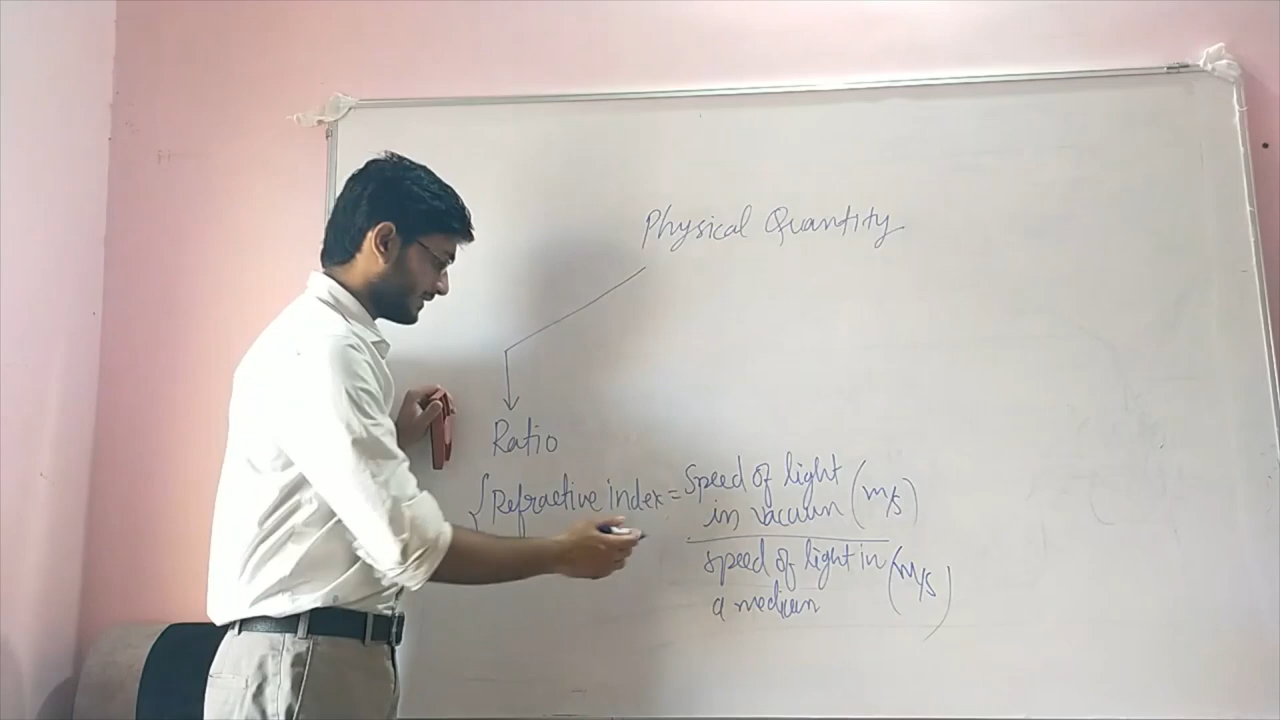 Physical Quantity
Ratio
{Refractive index = Speed of light
in vacuum (m/s)
speed of light in (m/s)
a medium